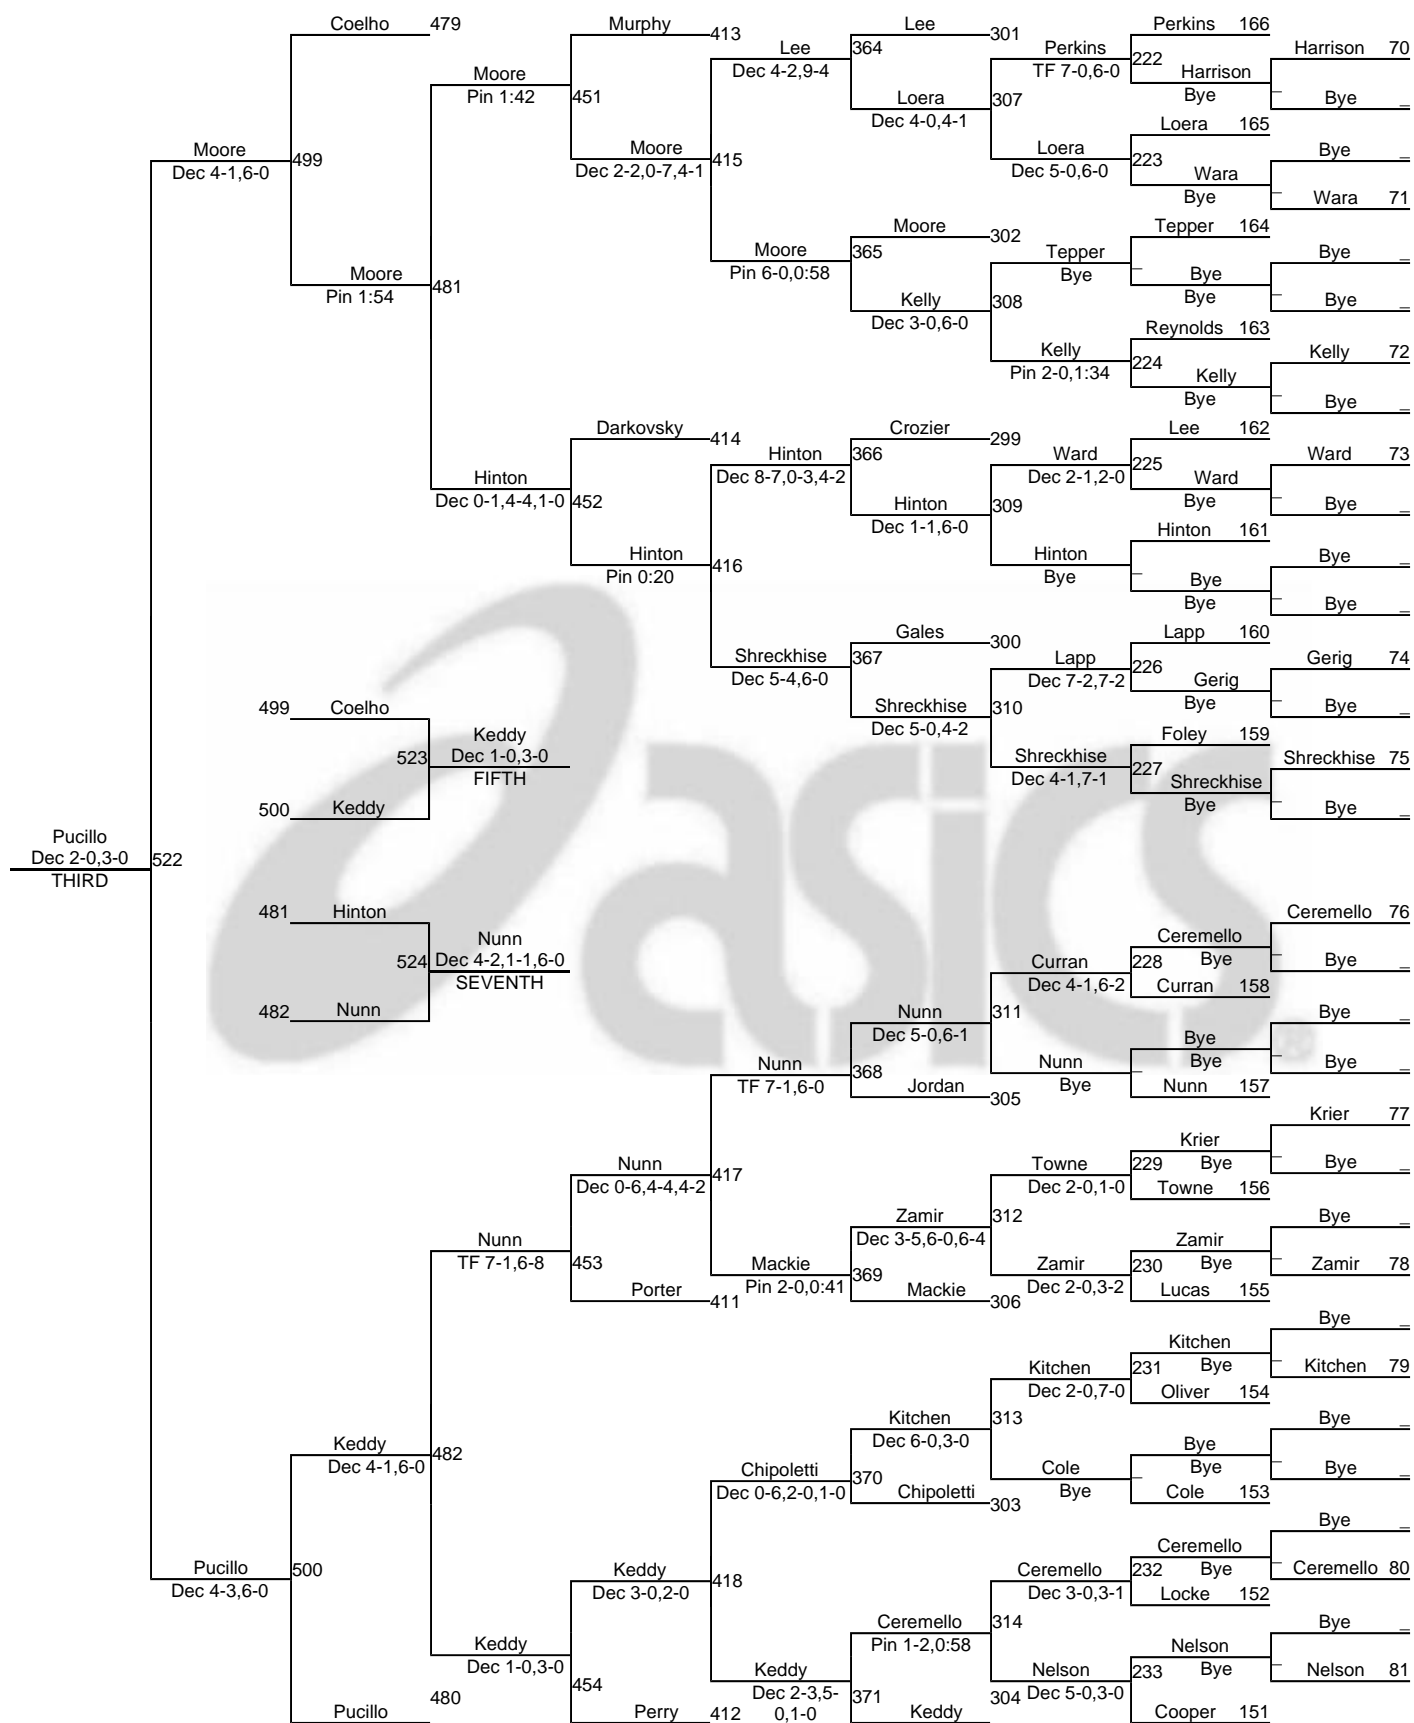 Coelho 479
Murphy 413
Lee 301
Perkins 166
Harrison 70
Moore
Pin 1:42
451
Lee
Dec 4-2,9-4
364
Perkins
TF 7-0,6-0
222
Harrison
Bye
Bye _
Loera
Dec 4-0,4-1
307
Loera 165
Bye _
Moore
Dec 4-1,6-0
499
Moore
Dec 2-2,0-7,4-1
415
Loera
Dec 5-0,6-0
223
Wara
Bye
Wara 71
Moore 302
Tepper 164
Bye _
Moore
Pin 1:54
481
Moore
Pin 6-0,0:58
365
Tepper
Bye
Bye
Bye
Bye _
Kelly
Dec 3-0,6-0
308
Reynolds 163
Kelly 72
Kelly
Pin 2-0,1:34
224
Kelly
Bye
Bye _
Darkovsky 414
Crozier 299
Lee 162
Ward 73
Hinton
Dec 8-7,0-3,4-2
366
Ward
Dec 2-1,2-0
225
Ward
Bye
Bye _
Hinton
Dec 0-1,4-4,1-0
452
Hinton
Dec 1-1,6-0
309
Hinton 161
Bye _
Hinton
Pin 0:20
416
Hinton
Bye
Bye
Bye
Bye _
Gales 300
Lapp 160
Gerig 74
Shreckhise
Dec 5-4,6-0
367
Lapp
Dec 7-2,7-2
226
Gerig
Bye
Bye _
499 Coelho
Shreckhise
Dec 5-0,4-2
310
Foley 159
Shreckhise 75
523
Keddy
Dec 1-0,3-0
FIFTH
Shreckhise
Dec 4-1,7-1
227
Shreckhise
Bye
Bye _
500 Keddy
Pucillo
Dec 2-0,3-0
THIRD
522
asics
®
481 Hinton
Ceremello 76
524
Nunn
Dec 4-2,1-1,6-0
SEVENTH
Curran
Dec 4-1,6-2
228
Ceremello
Bye
Bye _
Curran 158
482 Nunn
Nunn
Dec 5-0,6-1
311
Bye _
Nunn
TF 7-1,6-0
368
Nunn
Bye
Bye
Bye
Bye _
Jordan 305
Nunn 157
Krier 77
Nunn
Dec 0-6,4-4,4-2
417
Towne
Dec 2-0,1-0
229
Krier
Bye
Bye _
Towne 156
Nunn
TF 7-1,6-8
453
Zamir
Dec 3-5,6-0,6-4
312
Bye _
Mackie
Pin 2-0,0:41
369
Zamir
Dec 2-0,3-2
230
Zamir
Bye
Zamir 78
Porter 411
Mackie 306
Lucas 155
Bye _
Kitchen
Dec 2-0,7-0
231
Kitchen
Bye
Kitchen 79
Oliver 154
Keddy
Dec 4-1,6-0
482
Kitchen
Dec 6-0,3-0
313
Bye _
Chipoletti
Dec 0-6,2-0,1-0
370
Cole
Bye
Bye
Bye
Bye _
Chipoletti 303
Cole 153
Bye _
Pucillo
Dec 4-3,6-0
500
Keddy
Dec 3-0,2-0
418
Ceremello
Dec 3-0,3-1
232
Ceremello
Bye
Ceremello 80
Locke 152
Keddy
Dec 1-0,3-0
454
Ceremello
Pin 1-2,0:58
314
Bye _
Keddy
Dec 2-3,5-
0,1-0
371
Nelson
Dec 5-0,3-0
233
Nelson
Bye
Nelson 81
Pucillo 480
Perry 412
Keddy 304
Cooper 151